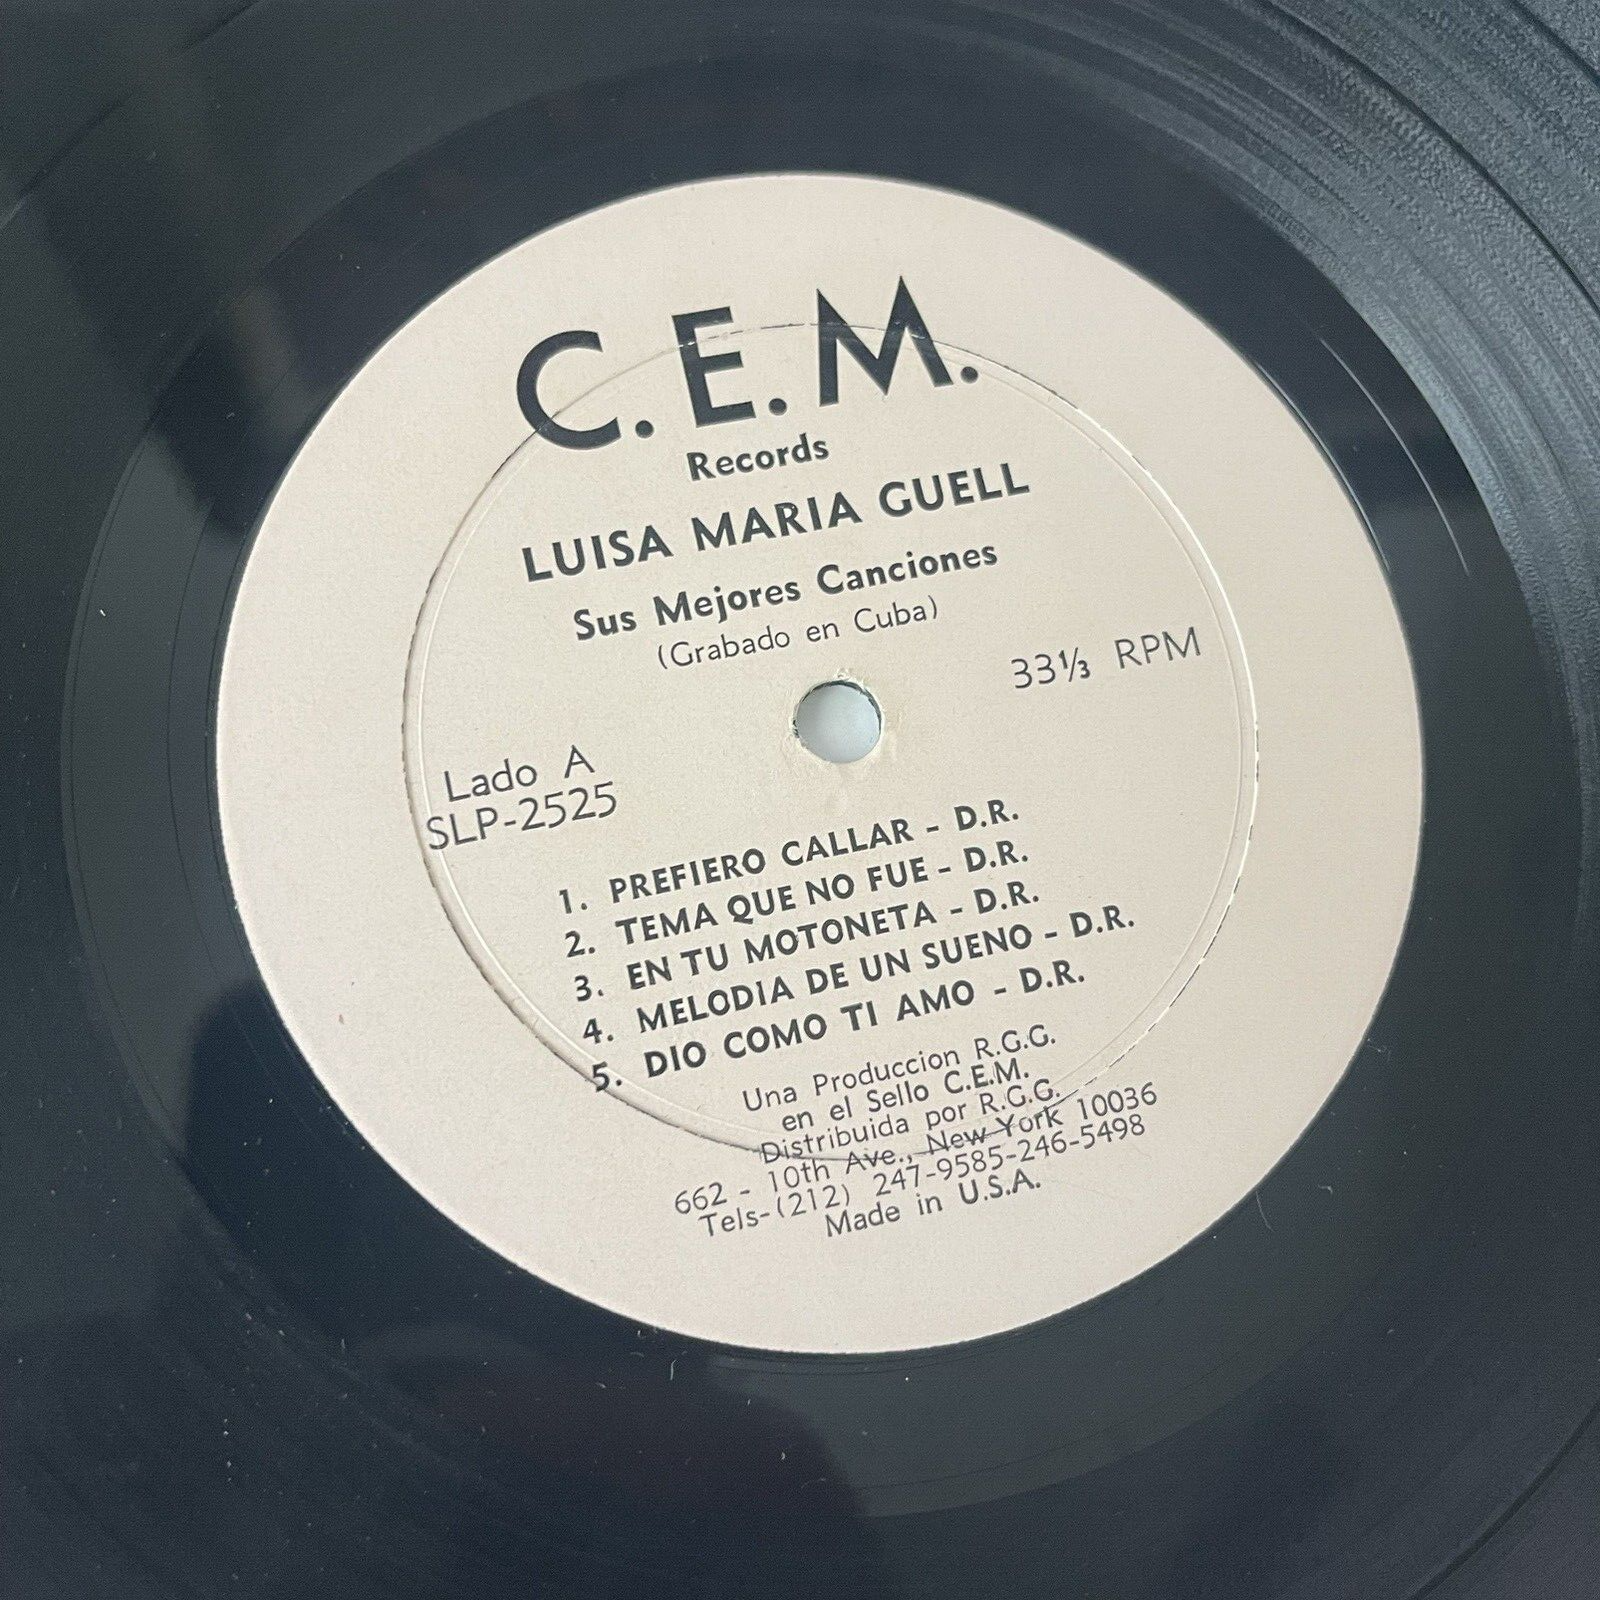 C.E.M.
Records
LUISA MARIA GUELL
Sus Mejores Canciones
(Grabado en Cuba)
33⅓ RPM
Lado A
SLP-2525
1. PREFIERO CALLAR - D.R.
2. TEMA QUE NO FUE - D.R.
3. EN TU MOTONETA - D.R.
4. MELODIA DE UN SUENO - D.R.
5. DIO COMO TI AMO - D.R.
Una Produccion R.G.G.
en el Sello C.E.M.
Distribuida por R.G.G.
662 - 10th Ave., New York 10036
Tels-(212) 247-9585-246-5498
Made in U.S.A.